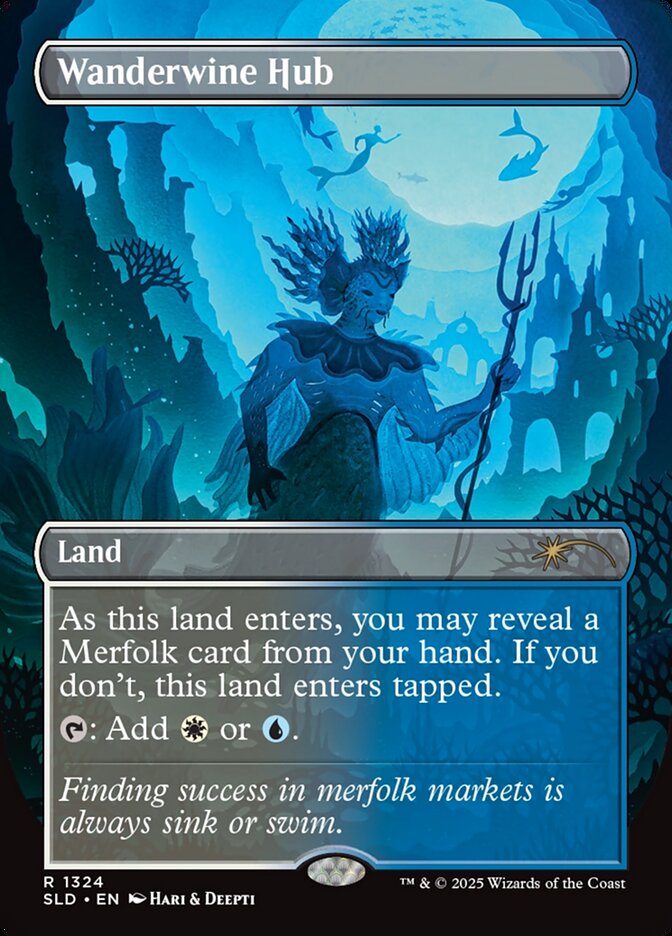 Wanderwine Hub
Land
As this land enters, you may reveal a
Merfolk card from your hand. If you
don't, this land enters tapped.
: Add or .
Finding success in merfolk markets is
always sink or swim.
R 1324
SLD • EN Hari & Deepti
™ & © 2025 Wizards of the Coast